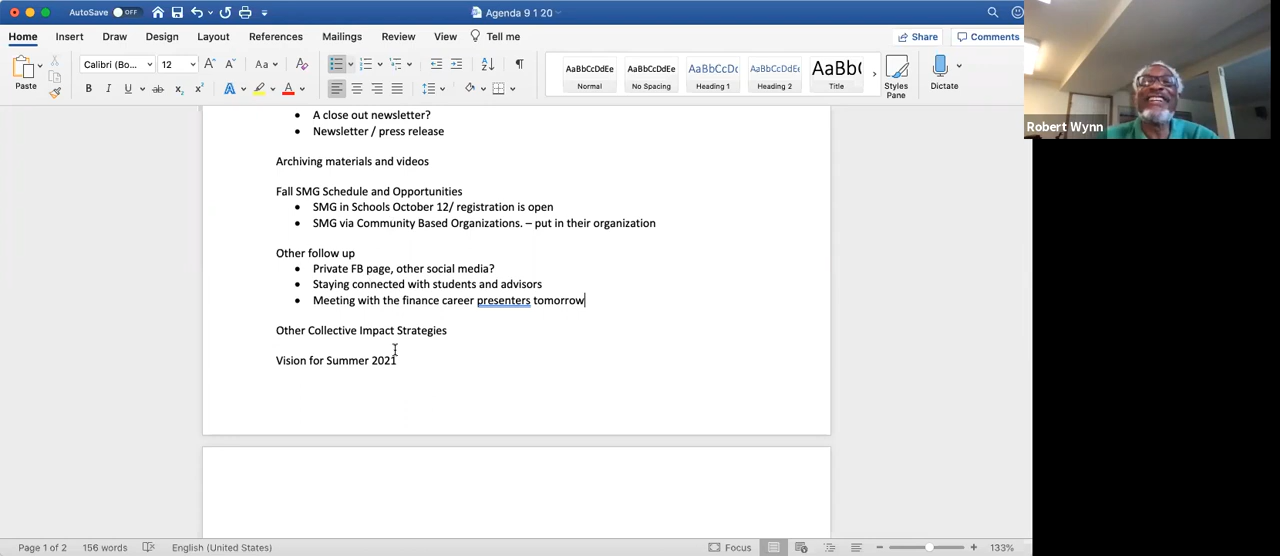 AutoSave OFF Agenda 9 1 20
Home Insert Draw Design Layout References Mailings Review View Tell me Share Comments
Paste Calibri (Bo... 12 Aa B I U ab x₂ x² A A ¶ AaBbCcDdEe Normal AaBbCcDdEe No Spacing AaBbCcDc Heading 1 AaBbCcDdEe Heading 2 AaBb( Title Styles Pane Dictate
Robert Wynn
• A close out newsletter?
• Newsletter / press release
Archiving materials and videos
Fall SMG Schedule and Opportunities
• SMG in Schools October 12/ registration is open
• SMG via Community Based Organizations. – put in their organization
Other follow up
• Private FB page, other social media?
• Staying connected with students and advisors
• Meeting with the finance career presenters tomorrow
Other Collective Impact Strategies
Vision for Summer 2021
Page 1 of 2 156 words English (United States) Focus 133%